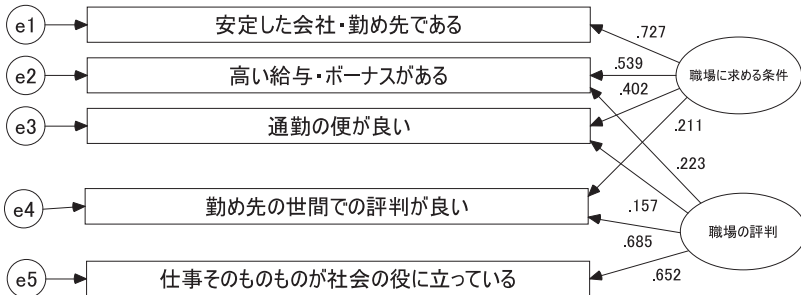 e1
安定した会社・勤め先である
.727
e2
高い給与・ボーナスがある
.539
職場に求める条件
.402
e3
通勤の便が良い
.211
.223
e4
勤め先の世間での評判が良い
.157
職場の評判
.685
e5
仕事そのものものが社会の役に立っている
.652